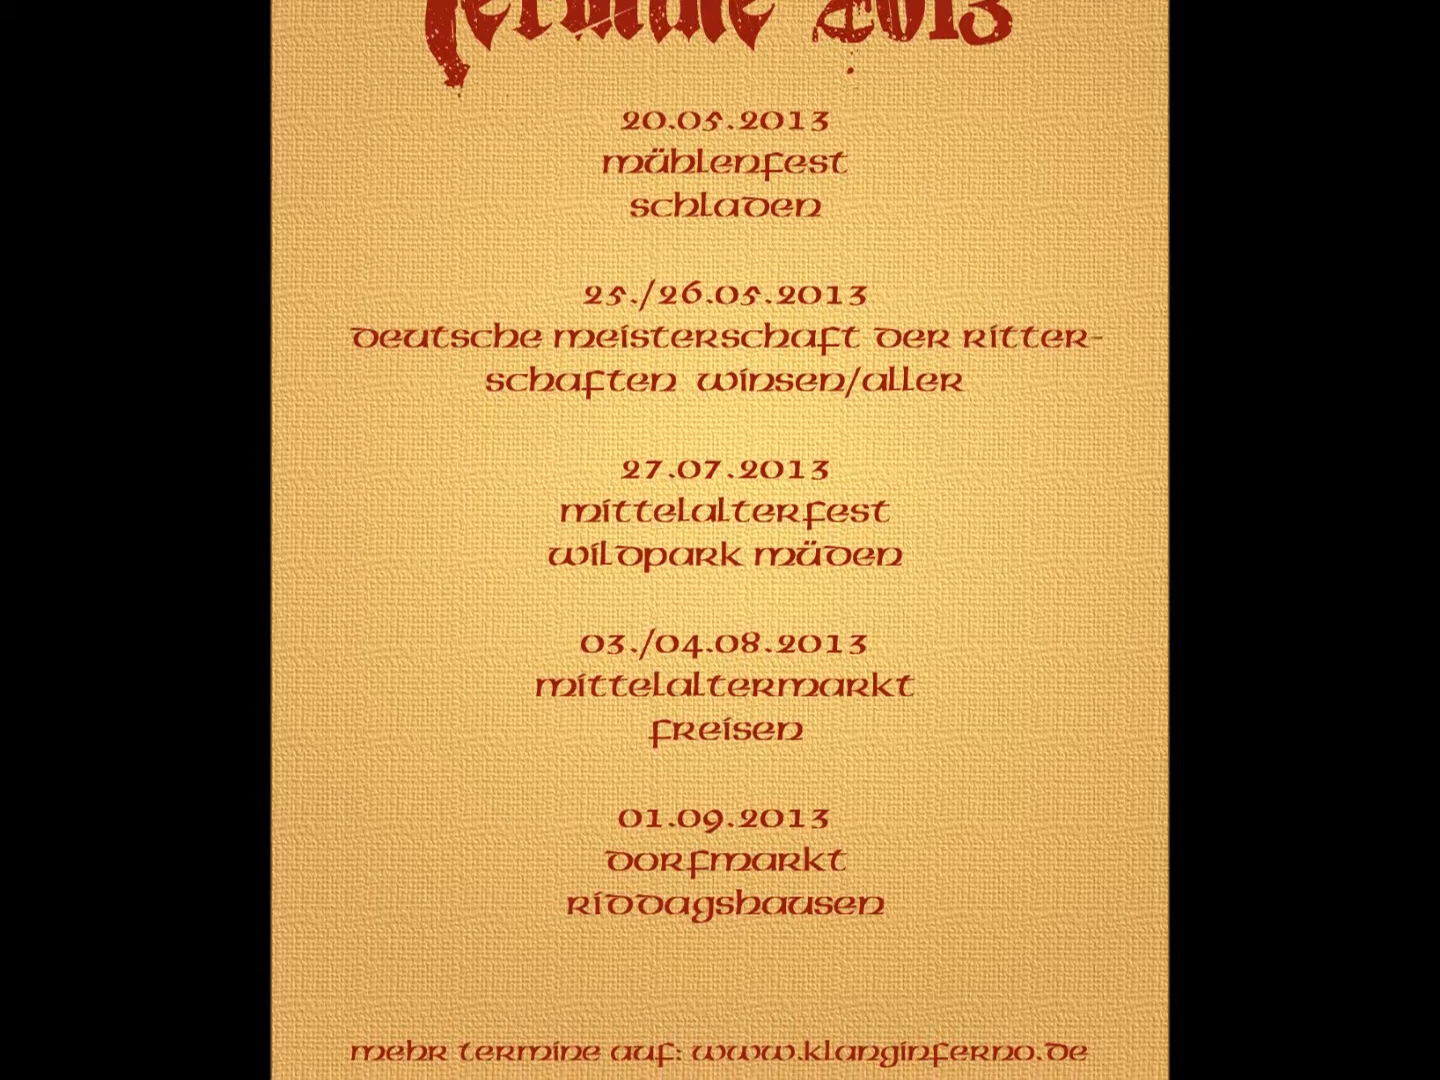 Termine 2013
20.05.2013
mühlenfest
schladen
25./26.05.2013
deutsche meisterschaft der ritter-
schaften winsen/aller
27.07.2013
mittelalterfest
wildpark müden
03./04.08.2013
mittelaltermarkt
freisen
01.09.2013
dorfmarkt
riddagshausen
mehr termine auf: www.klanginferno.de